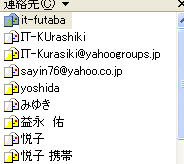 連絡先(C) ▼
it-futaba
IT-KUrashiki
IT-Kurasiki@yahoogroups.jp
sayin76@yahoo.co.jp
yoshida
みゆき
益永　佑
悦子
悦子 携帯